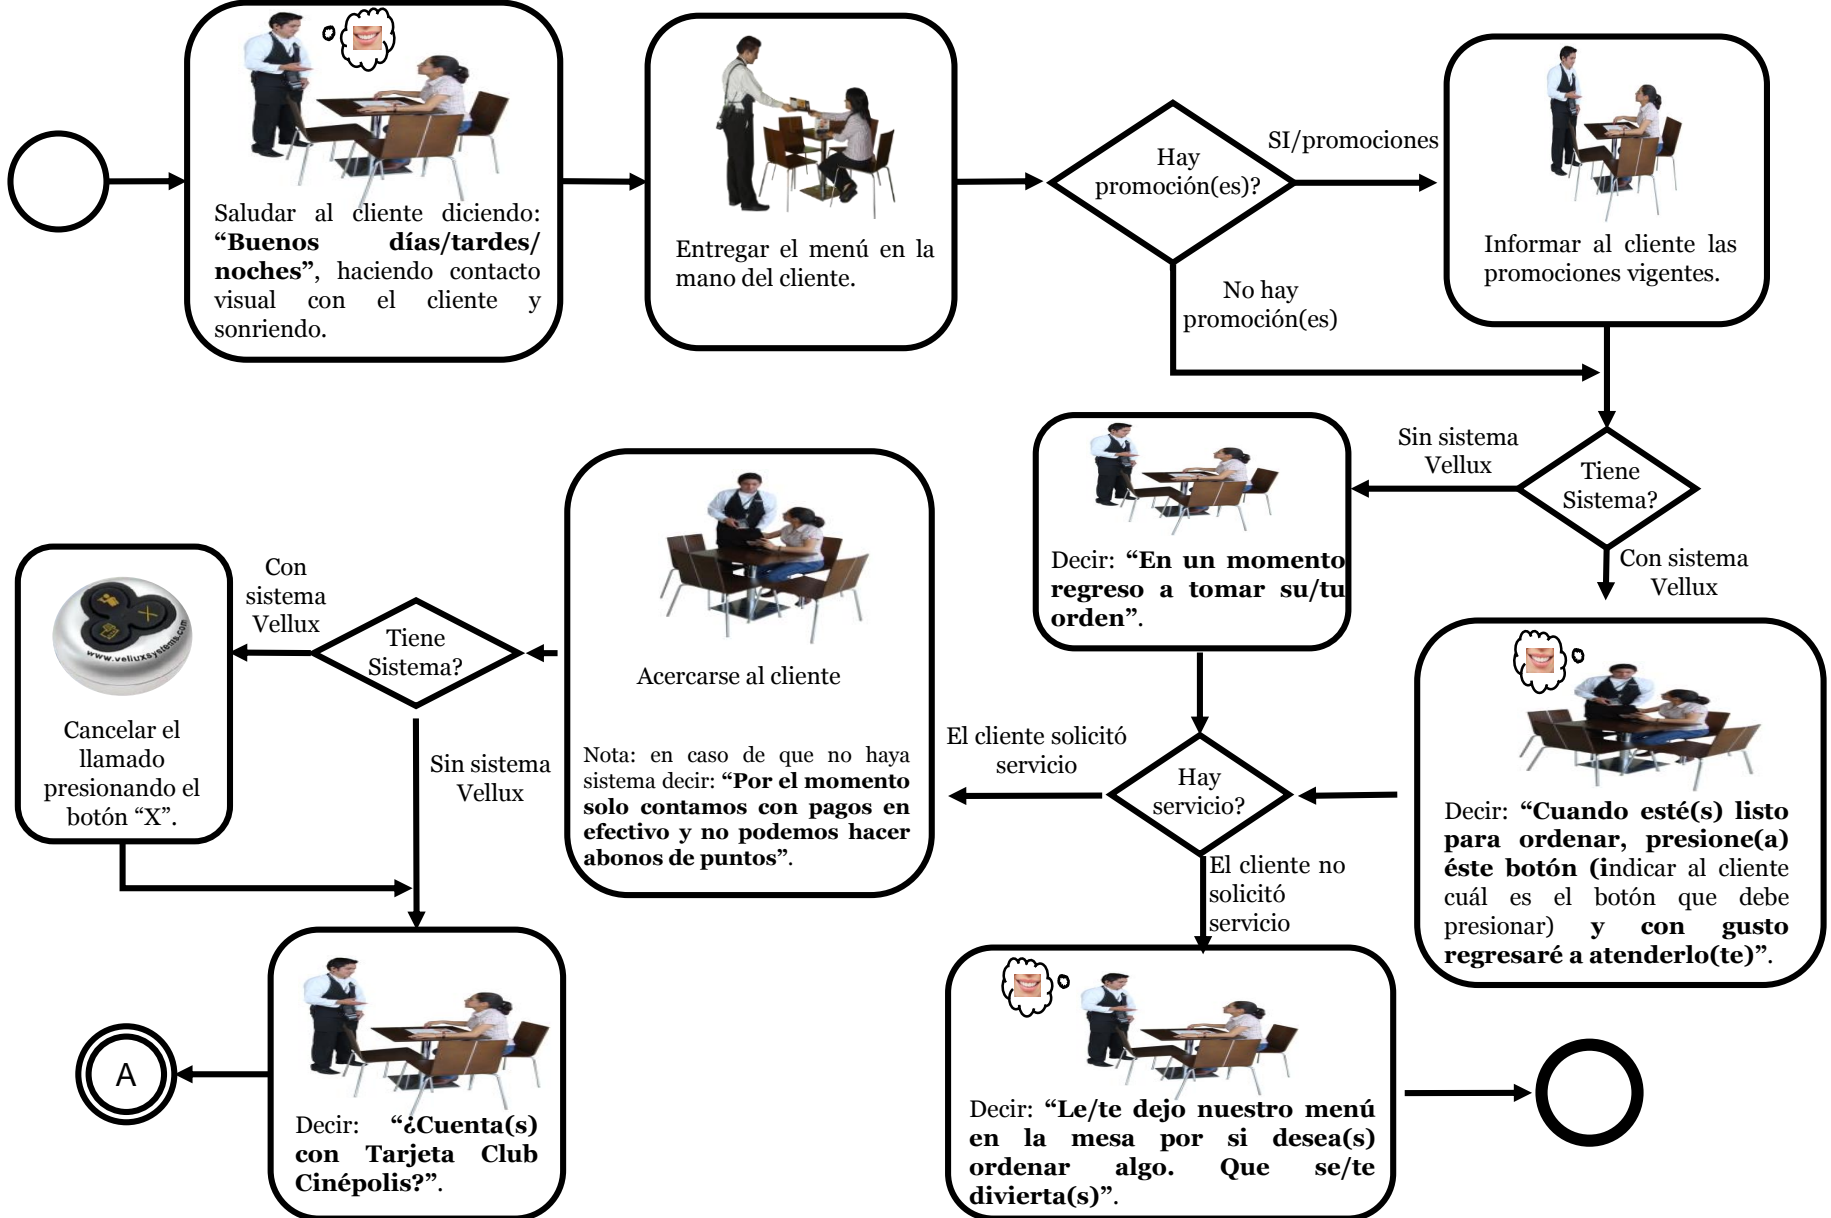 Saludar al cliente diciendo:
“Buenos días/tardes/
noches”, haciendo contacto
visual con el cliente y
sonriendo.
Entregar el menú en la
mano del cliente.
Hay
promoción(es)?
SI/promociones
Informar al cliente las
promociones vigentes.
No hay
promoción(es)
Tiene
Sistema?
Sin sistema
Vellux
Con sistema
Vellux
Decir: “En un momento
regreso a tomar su/tu
orden”.
Decir: “Cuando esté(s) listo
para ordenar, presione(a)
éste botón (indicar al cliente
cuál es el botón que debe
presionar) y con gusto
regresaré a atenderlo(te)”.
Hay
servicio?
El cliente solicitó
servicio
El cliente no
solicitó
servicio
Acercarse al cliente
Nota: en caso de que no haya
sistema decir: “Por el momento
solo contamos con pagos en
efectivo y no podemos hacer
abonos de puntos”.
Tiene
Sistema?
Con
sistema
Vellux
Sin sistema
Vellux
X
www.velluxsystems.com
Cancelar el
llamado
presionando el
botón “X”.
Decir: “¿Cuenta(s)
con Tarjeta Club
Cinépolis?”.
A
Decir: “Le/te dejo nuestro menú
en la mesa por si desea(s)
ordenar algo. Que se/te
divierta(s)”.